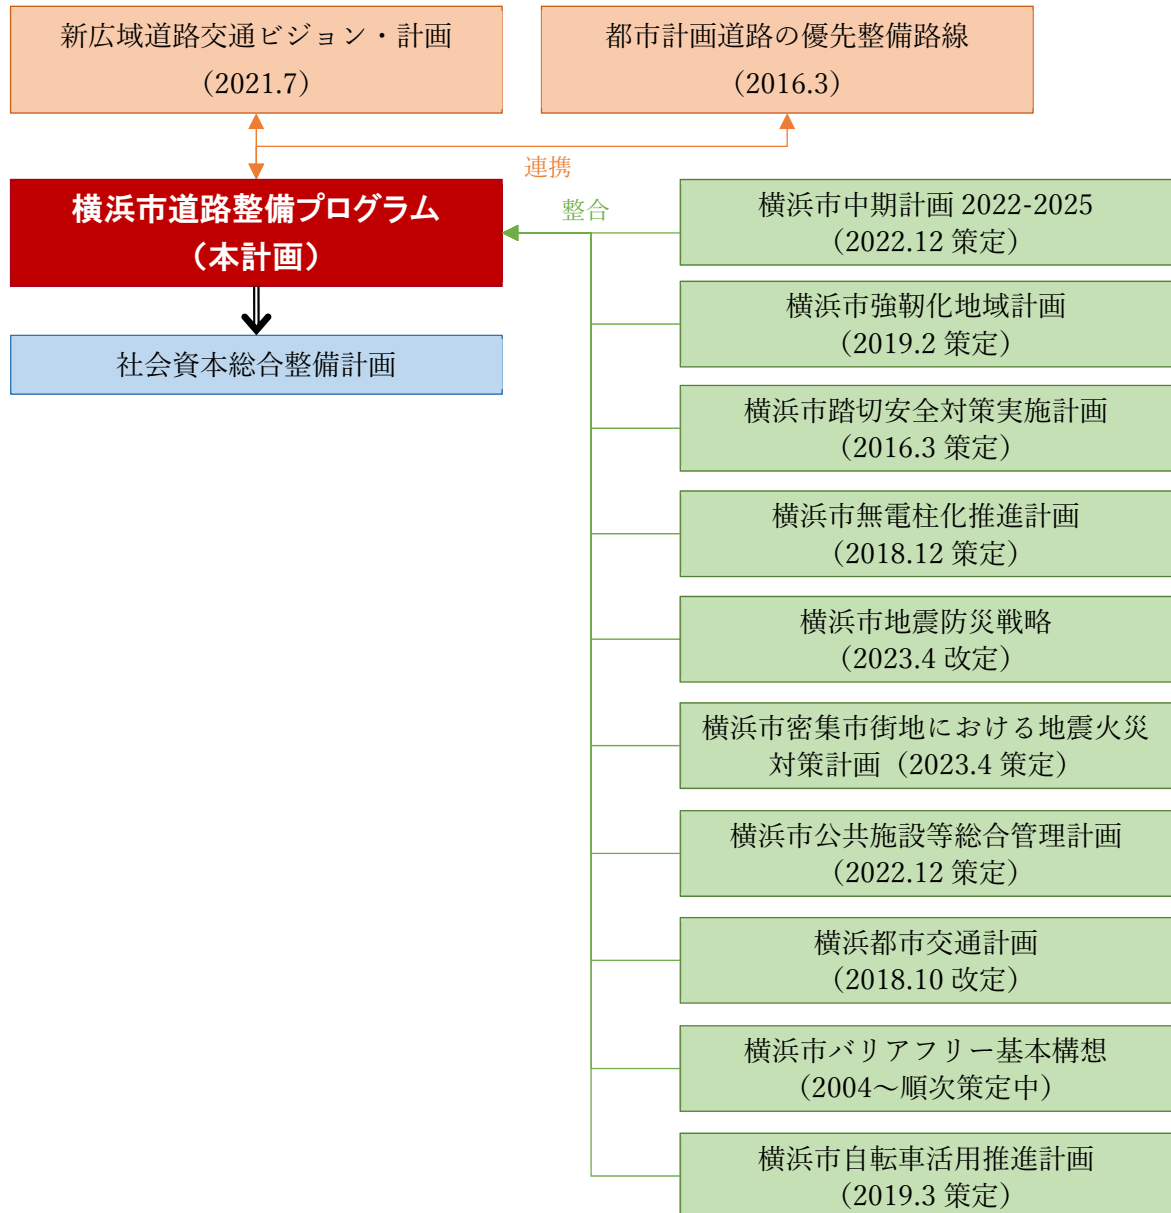 新広域道路交通ビジョン・計画
（2021.7）
都市計画道路の優先整備路線
（2016.3）
連携
横浜市道路整備プログラム
（本計画）
整合
社会資本総合整備計画
横浜市中期計画 2022-2025
（2022.12 策定）
横浜市強靭化地域計画
（2019.2 策定）
横浜市踏切安全対策実施計画
（2016.3 策定）
横浜市無電柱化推進計画
（2018.12 策定）
横浜市地震防災戦略
（2023.4 改定）
横浜市密集市街地における地震火災
対策計画（2023.4 策定）
横浜市公共施設等総合管理計画
（2022.12 策定）
横浜都市交通計画
（2018.10 改定）
横浜市バリアフリー基本構想
（2004～順次策定中）
横浜市自転車活用推進計画
（2019.3 策定）